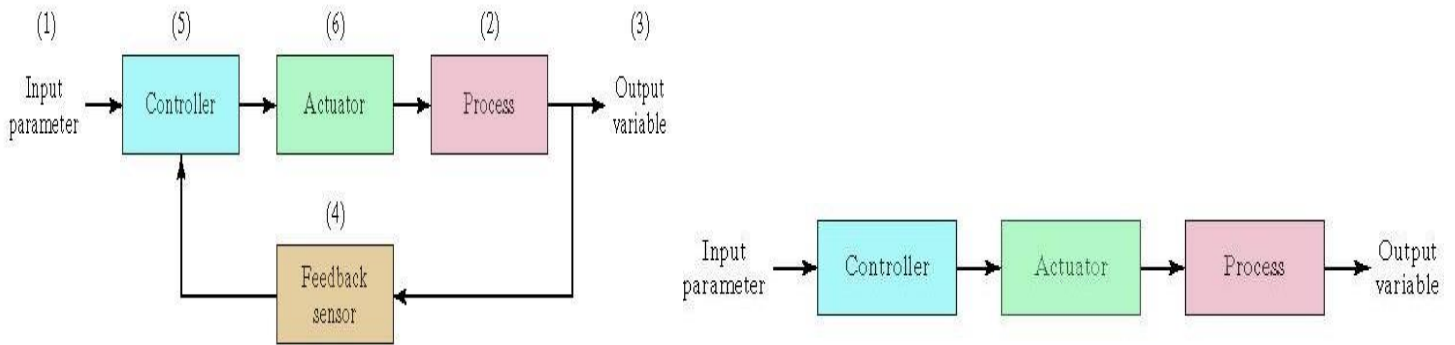 (1)
(5)
(6)
(2)
(3)
Input
parameter
Controller
Actuator
Process
Output
variable
(4)
Feedback
sensor
Input
parameter
Controller
Actuator
Process
Output
variable